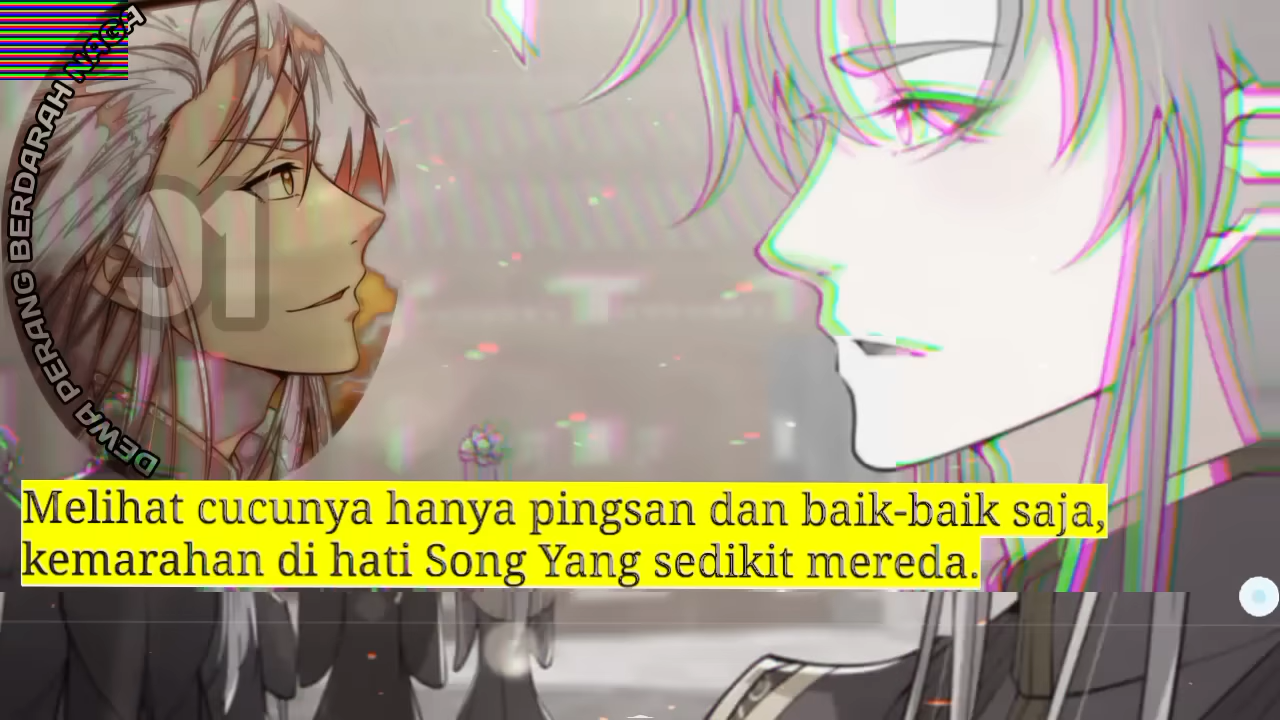 DEWA PERANG BERDARAH NAGA
91
Melihat cucunya hanya pingsan dan baik-baik saja,
kemarahan di hati Song Yang sedikit mereda.